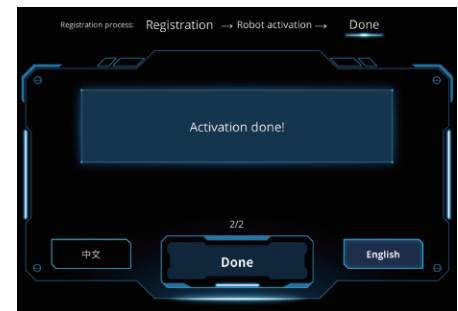 Registration process: Registration → Robot activation → Done
Activation done!
2/2
中文
Done
English